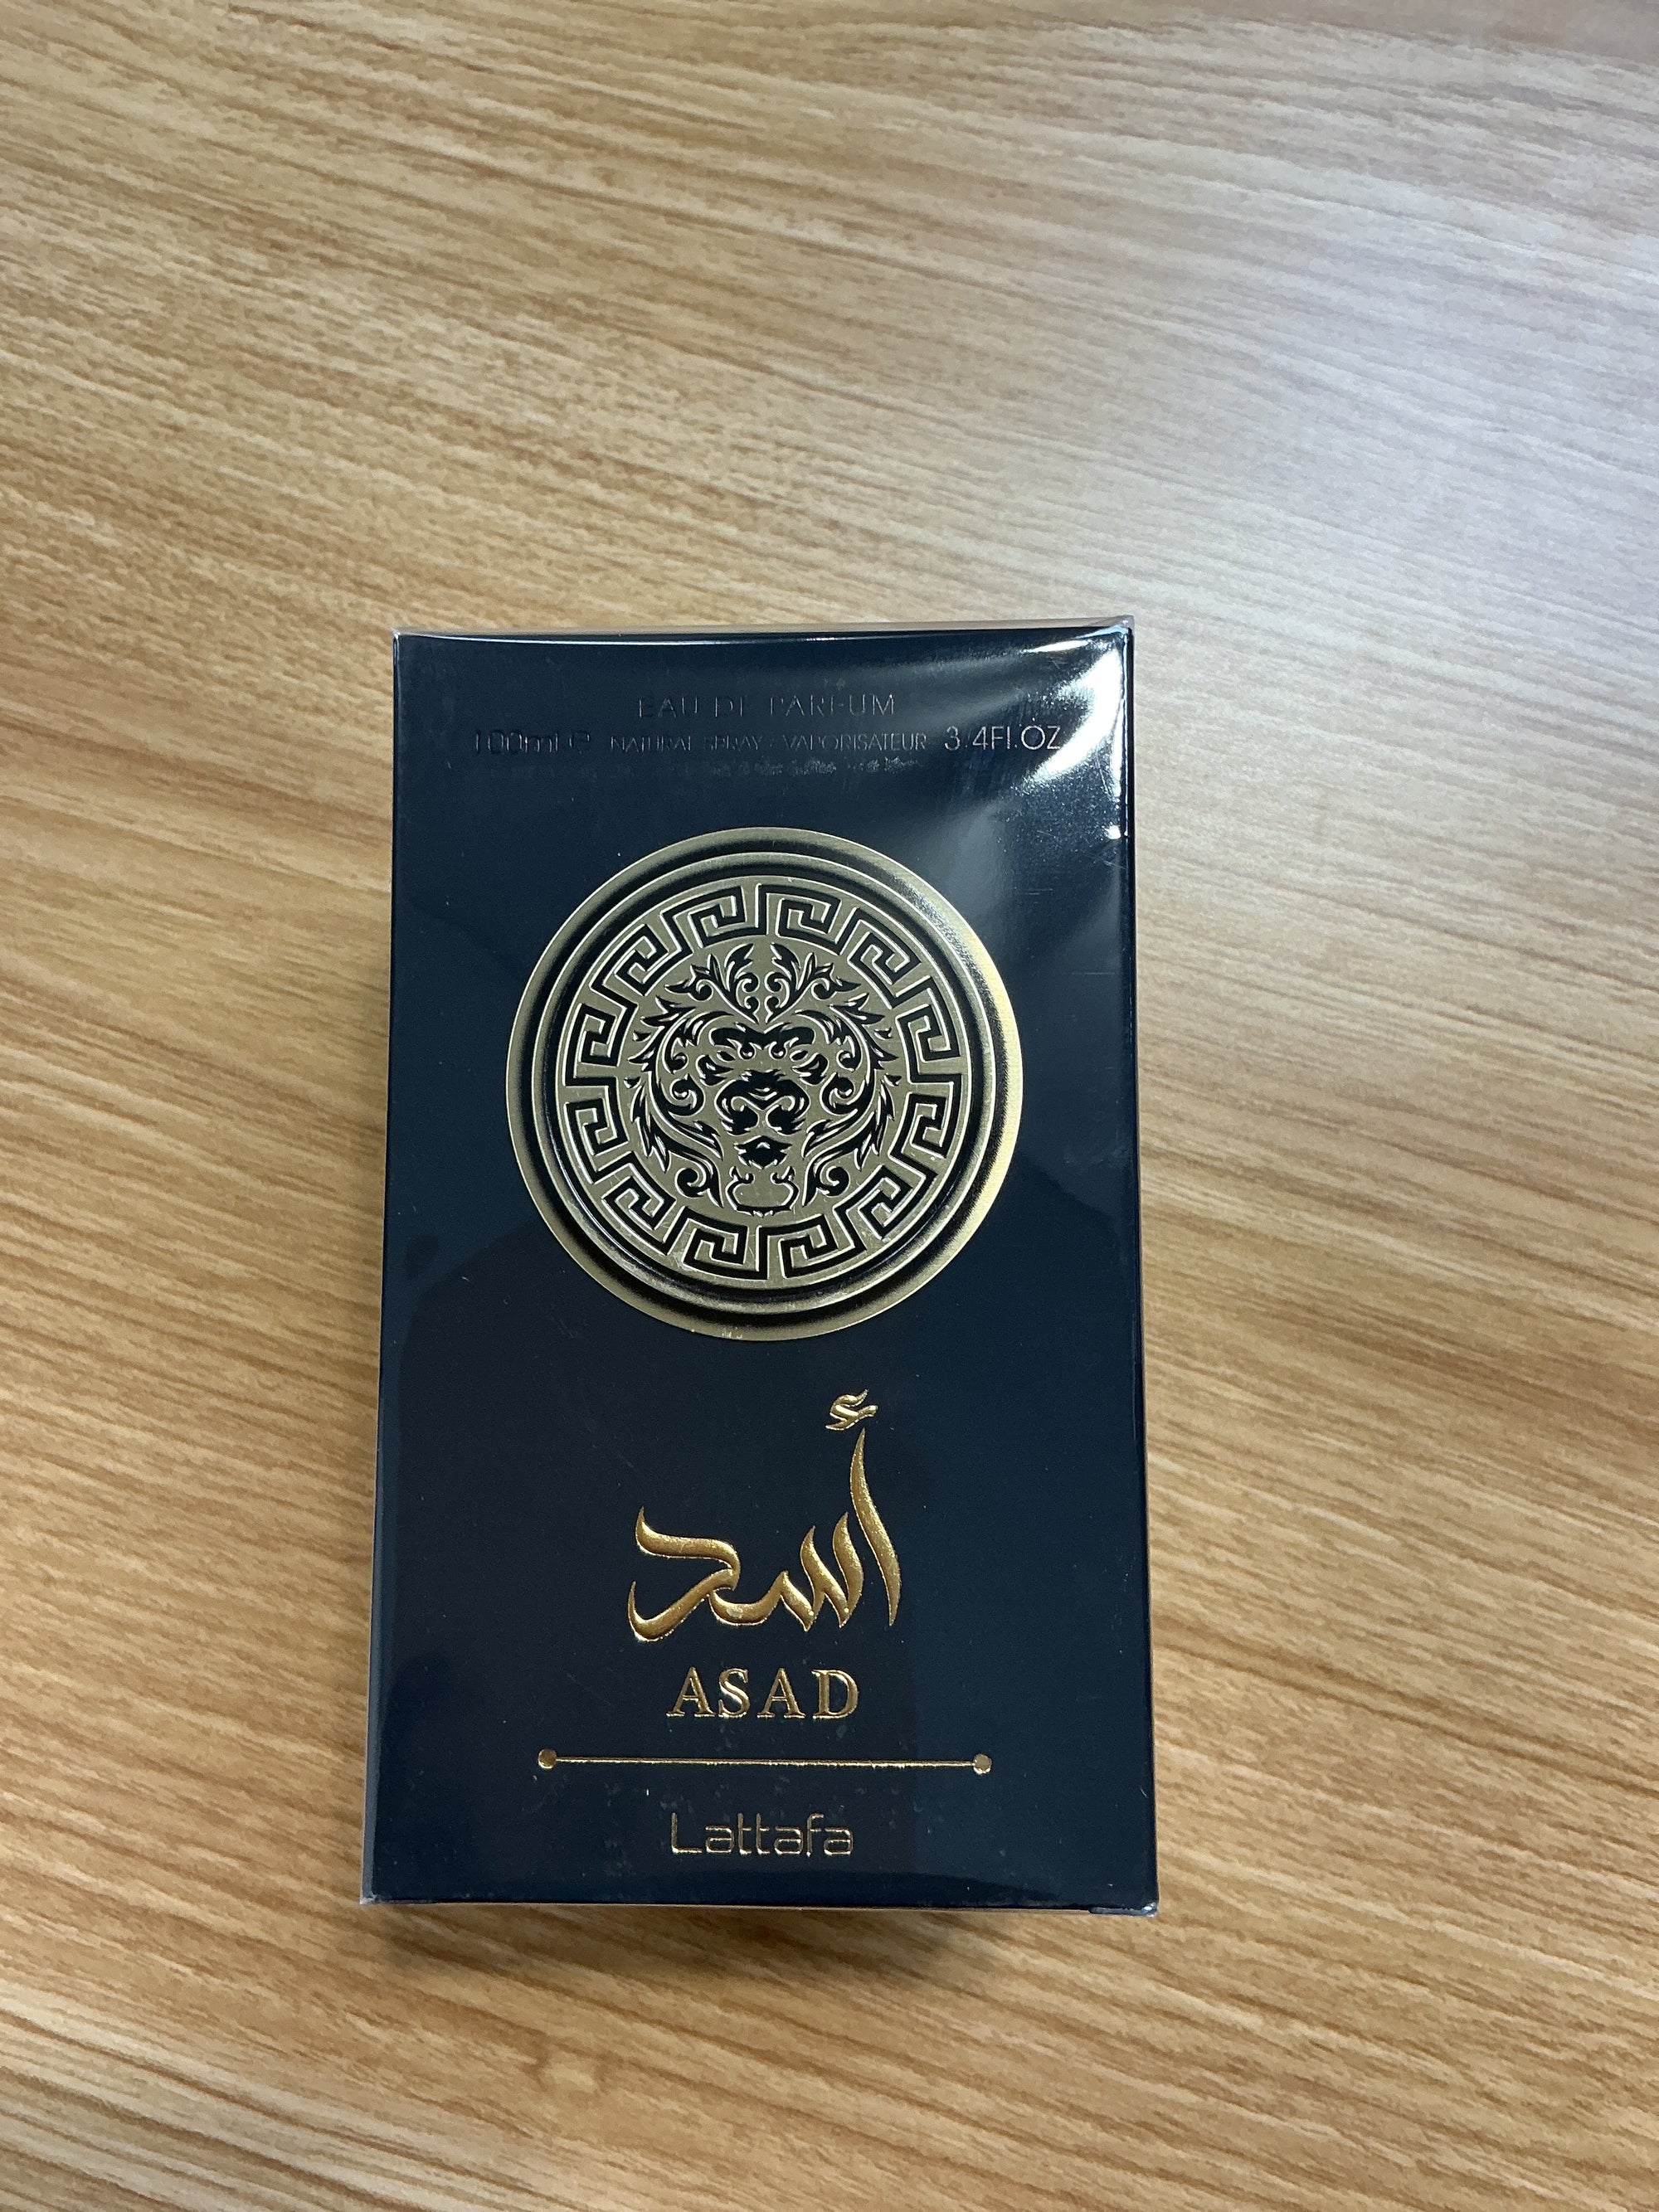 EAU DE PARFUM
100ml ℮ NATURAL SPRAY / VAPORISATEUR 3.4Fl.OZ
أسد
ASAD
Lattafa